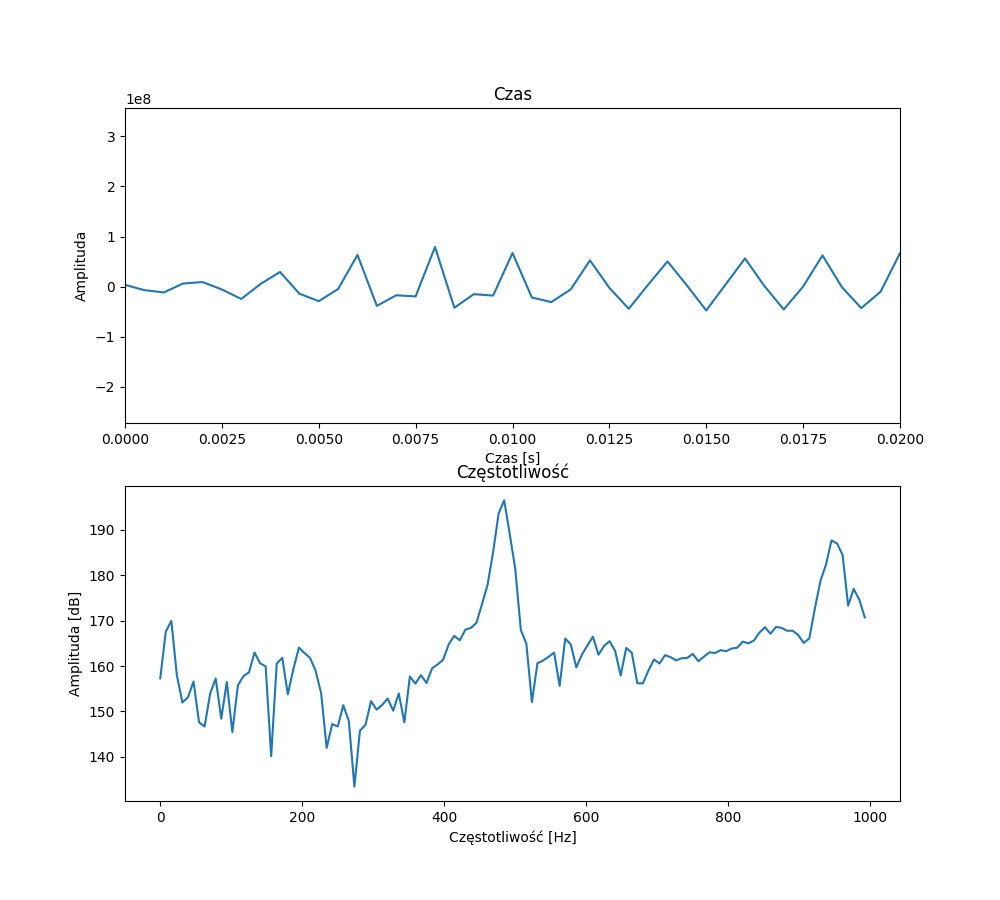 Czas
1e8
3
2
1
0
−1
−2
Amplituda
0.0000 0.0025 0.0050 0.0075 0.0100 0.0125 0.0150 0.0175 0.0200
Czas [s]
Częstotliwość
190
180
170
160
150
140
Amplituda [dB]
0 200 400 600 800 1000
Częstotliwość [Hz]